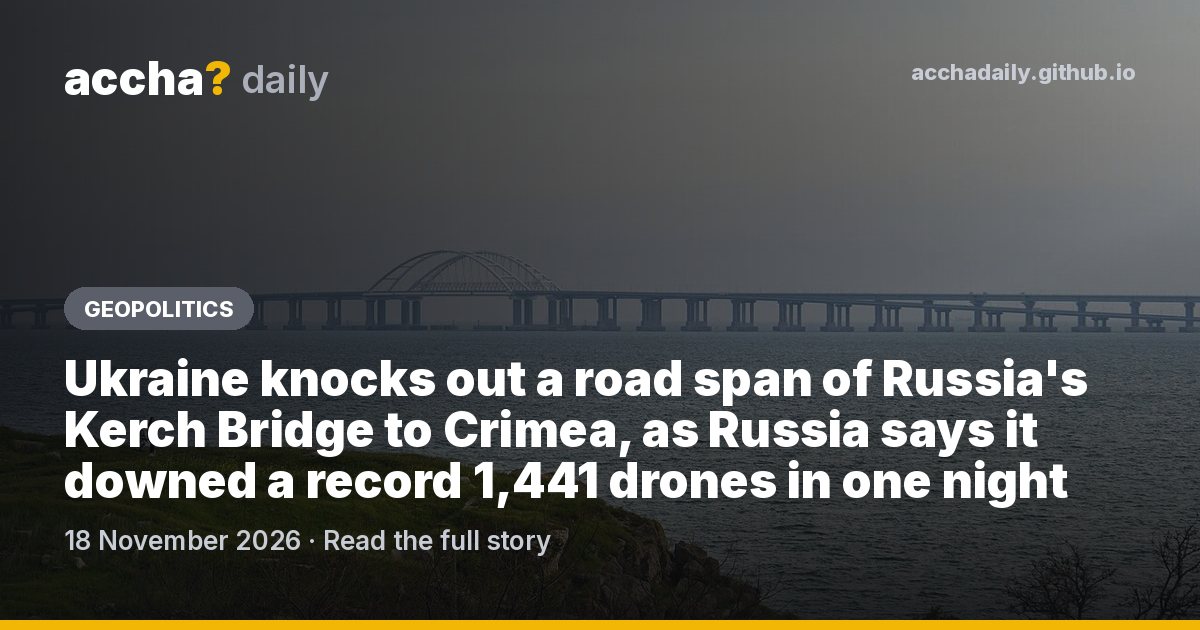 accha? daily
acchadaily.github.io
GEOPOLITICS
Ukraine knocks out a road span of Russia's
Kerch Bridge to Crimea, as Russia says it
downed a record 1,441 drones in one night
18 November 2026 · Read the full story